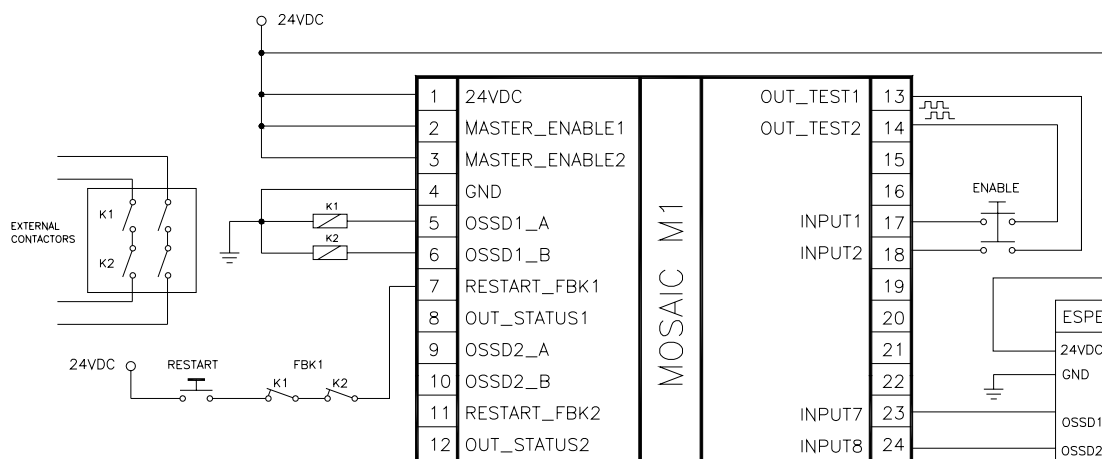 24VDC
1 24VDC
2 MASTER_ENABLE1
3 MASTER_ENABLE2
4 GND
5 OSSD1_A
6 OSSD1_B
7 RESTART_FBK1
8 OUT_STATUS1
9 OSSD2_A
10 OSSD2_B
11 RESTART_FBK2
12 OUT_STATUS2
MOSAIC M1
OUT_TEST1 13
OUT_TEST2 14
15
16
INPUT1 17
INPUT2 18
19
20
21
22
INPUT7 23
INPUT8 24
K1
K2
EXTERNAL
CONTACTORS
K1
K2
24VDC
RESTART
FBK1
K1
K2
ENABLE
ESPE
24VDC
GND
OSSD1
OSSD2